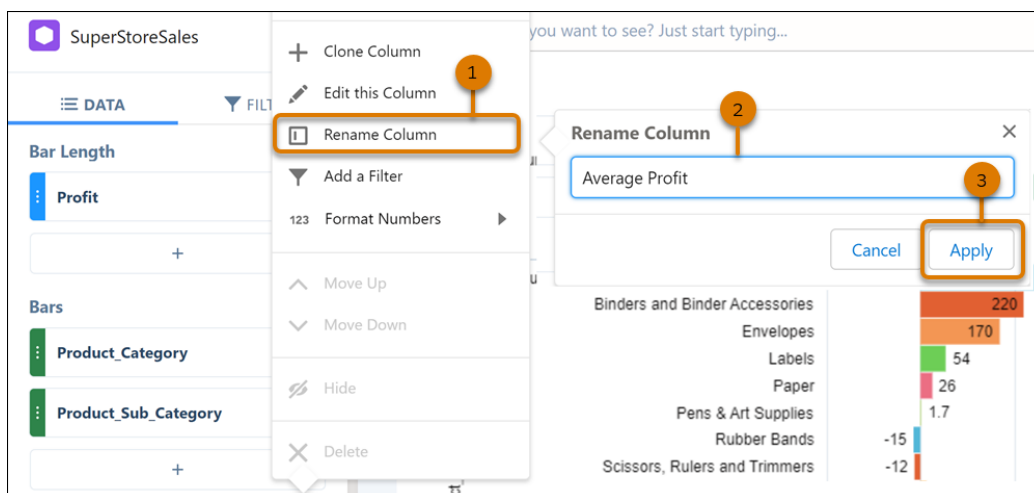 SuperStoreSales
DATA
FILT
Bar Length
Profit
+
Bars
Product_Category
Product_Sub_Category
+
Clone Column
Edit this Column
1
Rename Column
Add a Filter
123 Format Numbers
Move Up
Move Down
Hide
Delete
you want to see? Just start typing...
2
Rename Column
Average Profit
3
Cancel
Apply
Binders and Binder Accessories 220
Envelopes 170
Labels 54
Paper 26
Pens & Art Supplies 1.7
Rubber Bands -15
Scissors, Rulers and Trimmers -12